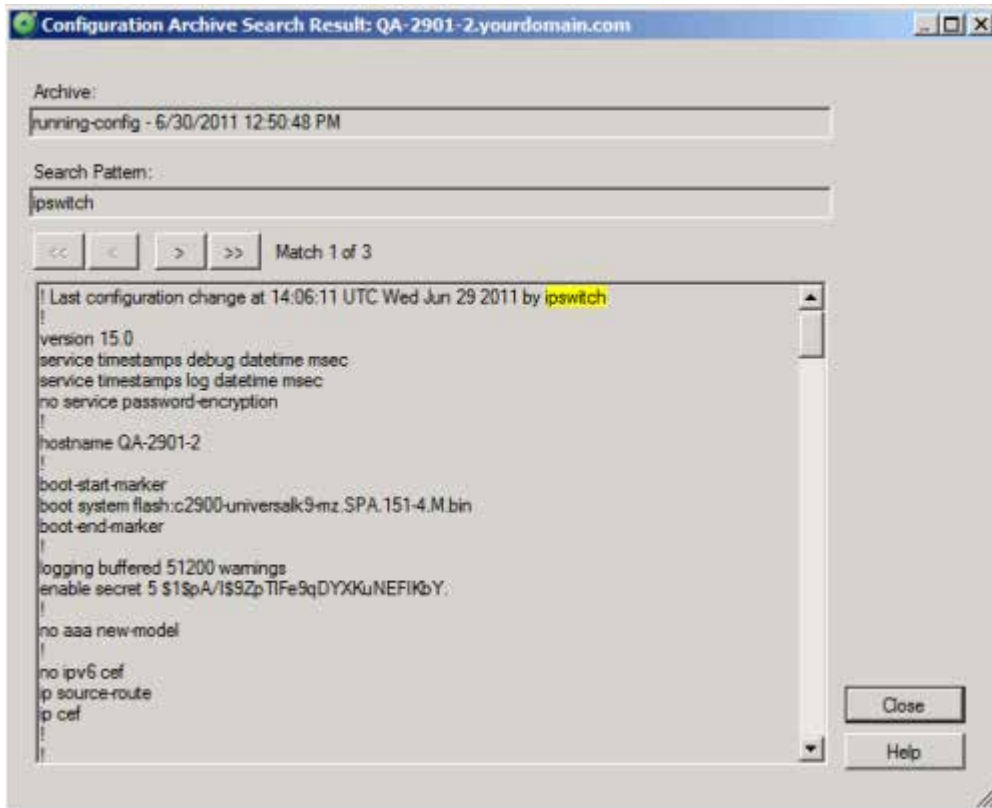 Configuration Archive Search Result: QA-2901-2.yourdomain.com
Archive:
running-config - 6/30/2011 12:50:48 PM
Search Pattern:
ipswitch
<< < > >> Match 1 of 3
! Last configuration change at 14:06:11 UTC Wed Jun 29 2011 by ipswitch
!
version 15.0
service timestamps debug datetime msec
service timestamps log datetime msec
no service password-encryption
!
hostname QA-2901-2
!
boot-start-marker
boot system flash:c2900-universalk9-mz.SPA.151-4.M.bin
boot-end-marker
!
logging buffered 51200 warnings
enable secret 5
!
no aaa new-model
!
no ipv6 cef
ip source-route
ip cef
!
!
Close
Help